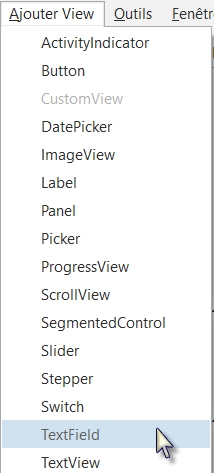 Ajouter View Outils Fenêtr
ActivityIndicator
Button
CustomView
DatePicker
ImageView
Label
Panel
Picker
ProgressView
ScrollView
SegmentedControl
Slider
Stepper
Switch
TextField
TextView